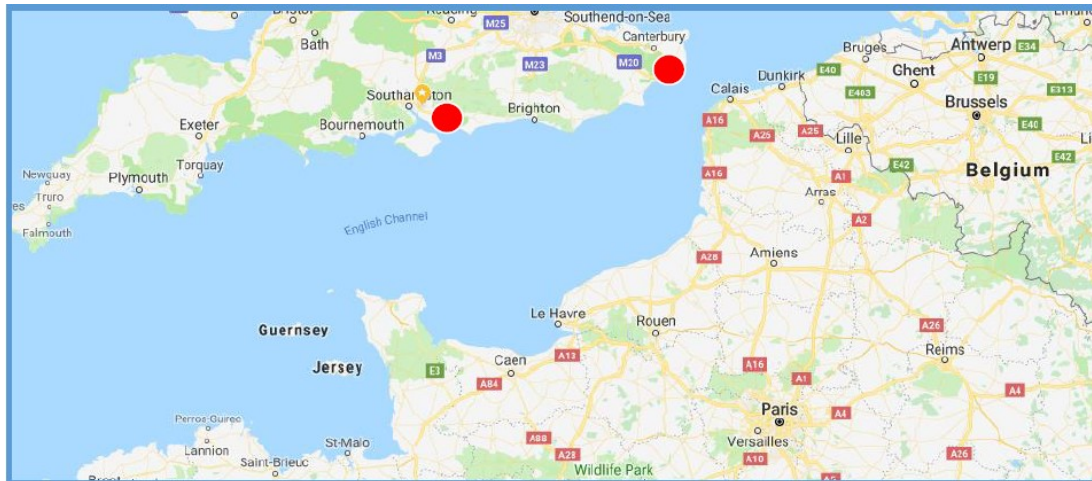 Bristol
Reading
Southend-on-Sea
M25
Bath
Canterbury
M3
M23
M20
Bruges
Antwerp
E34
E40
Ghent
E19
E403
E313
Calais
Dunkirk
Southampton
Brighton
Exeter
Bournemouth
A16
A25
A25
Brussels
E40
Lille
E42
Torquay
Newquay
Plymouth
A16
A1
Belgium
Truro
Arras
Falmouth
English Channel
A2
A28
Amiens
Le Havre
Rouen
Guernsey
A26
Jersey
E3
Caen
A13
Reims
A16
A1
A84
A4
Paris
A4
Perros-Guirec
Lannion
St-Malo
A88
Versailles
A26
Saint-Brieuc
A28
Wildlife Park
A10